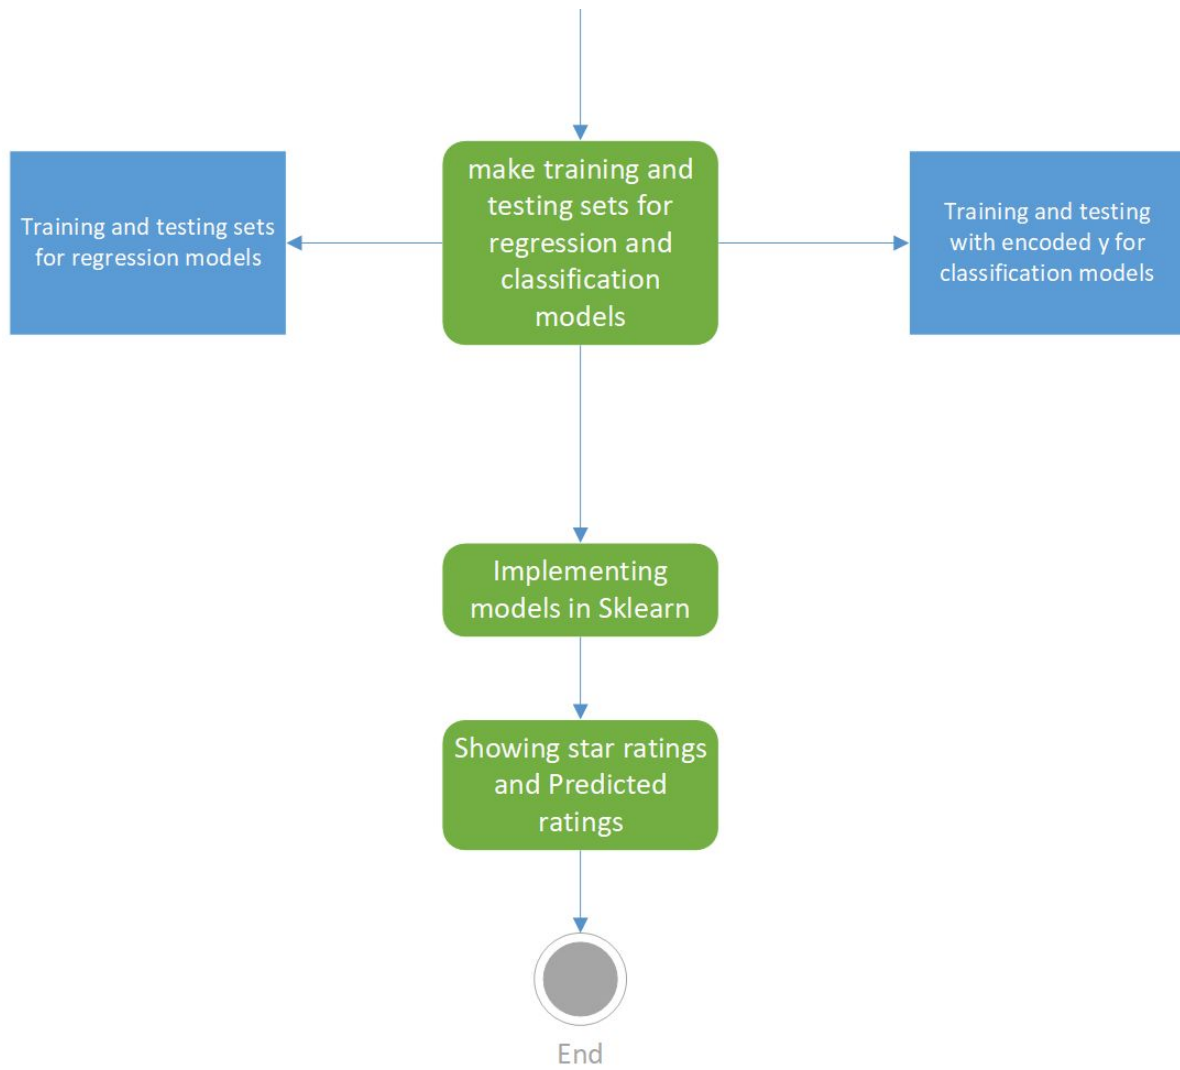 make training and
testing sets for
regression and
classification
models
Training and testing sets
for regression models
Training and testing
with encoded y for
classification models
Implementing
models in Sklearn
Showing star ratings
and Predicted
ratings
End